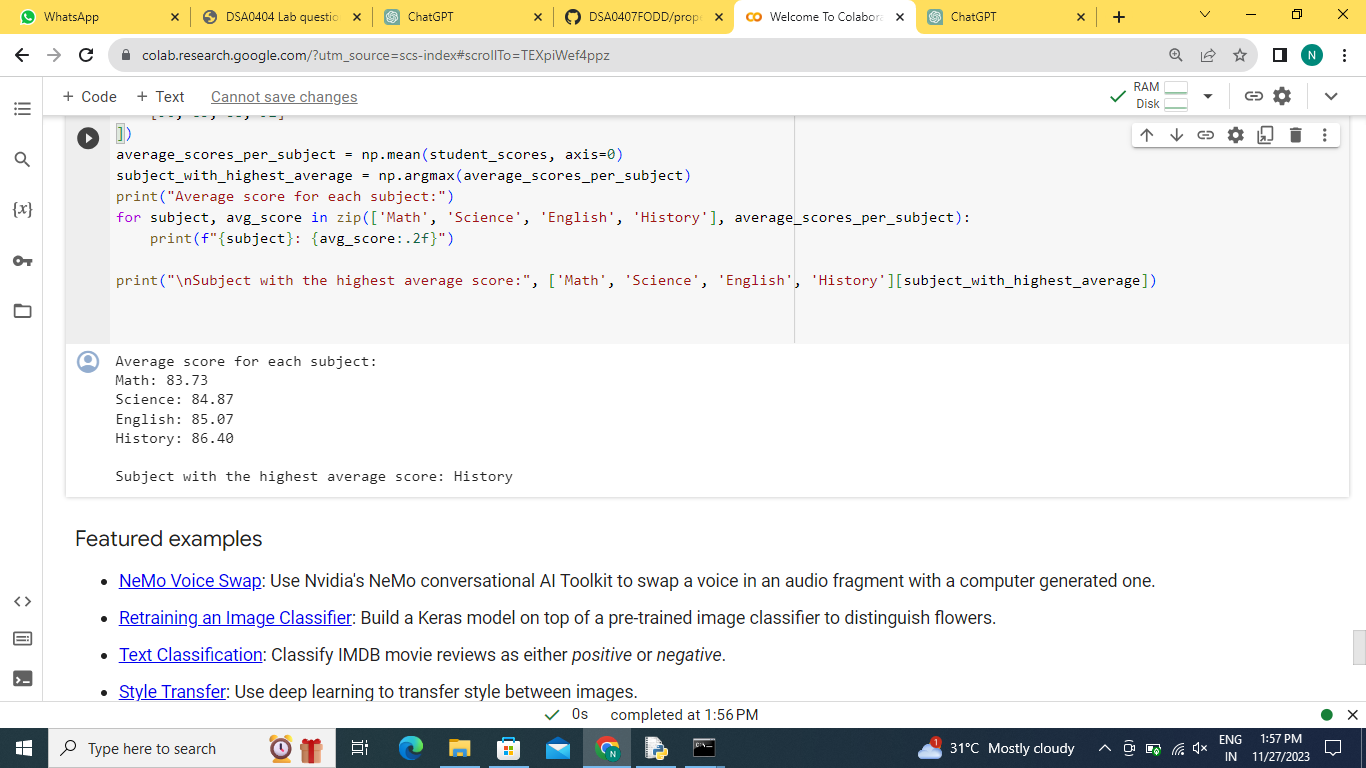 WhatsApp
DSA0404 Lab questio
ChatGPT
DSA0407FODD/prope
Welcome To Colabora
ChatGPT
colab.research.google.com/?utm_source=scs-index#scrollTo=TEXpiWef4ppz
N
+ Code + Text Cannot save changes
RAM
Disk
])
average_scores_per_subject = np.mean(student_scores, axis=0)
subject_with_highest_average = np.argmax(average_scores_per_subject)
print("Average score for each subject:")
for subject, avg_score in zip(['Math', 'Science', 'English', 'History'], average_scores_per_subject):
    print(f"{subject}: {avg_score:.2f}")
print("\nSubject with the highest average score:", ['Math', 'Science', 'English', 'History'][subject_with_highest_average])
Average score for each subject:
Math: 83.73
Science: 84.87
English: 85.07
History: 86.40
Subject with the highest average score: History
Featured examples
• NeMo Voice Swap: Use Nvidia's NeMo conversational AI Toolkit to swap a voice in an audio fragment with a computer generated one.
• Retraining an Image Classifier: Build a Keras model on top of a pre-trained image classifier to distinguish flowers.
• Text Classification: Classify IMDB movie reviews as either positive or negative.
• Style Transfer: Use deep learning to transfer style between images.
0s completed at 1:56 PM
Type here to search
1
31°C Mostly cloudy
ENG
IN
1:57 PM
11/27/2023